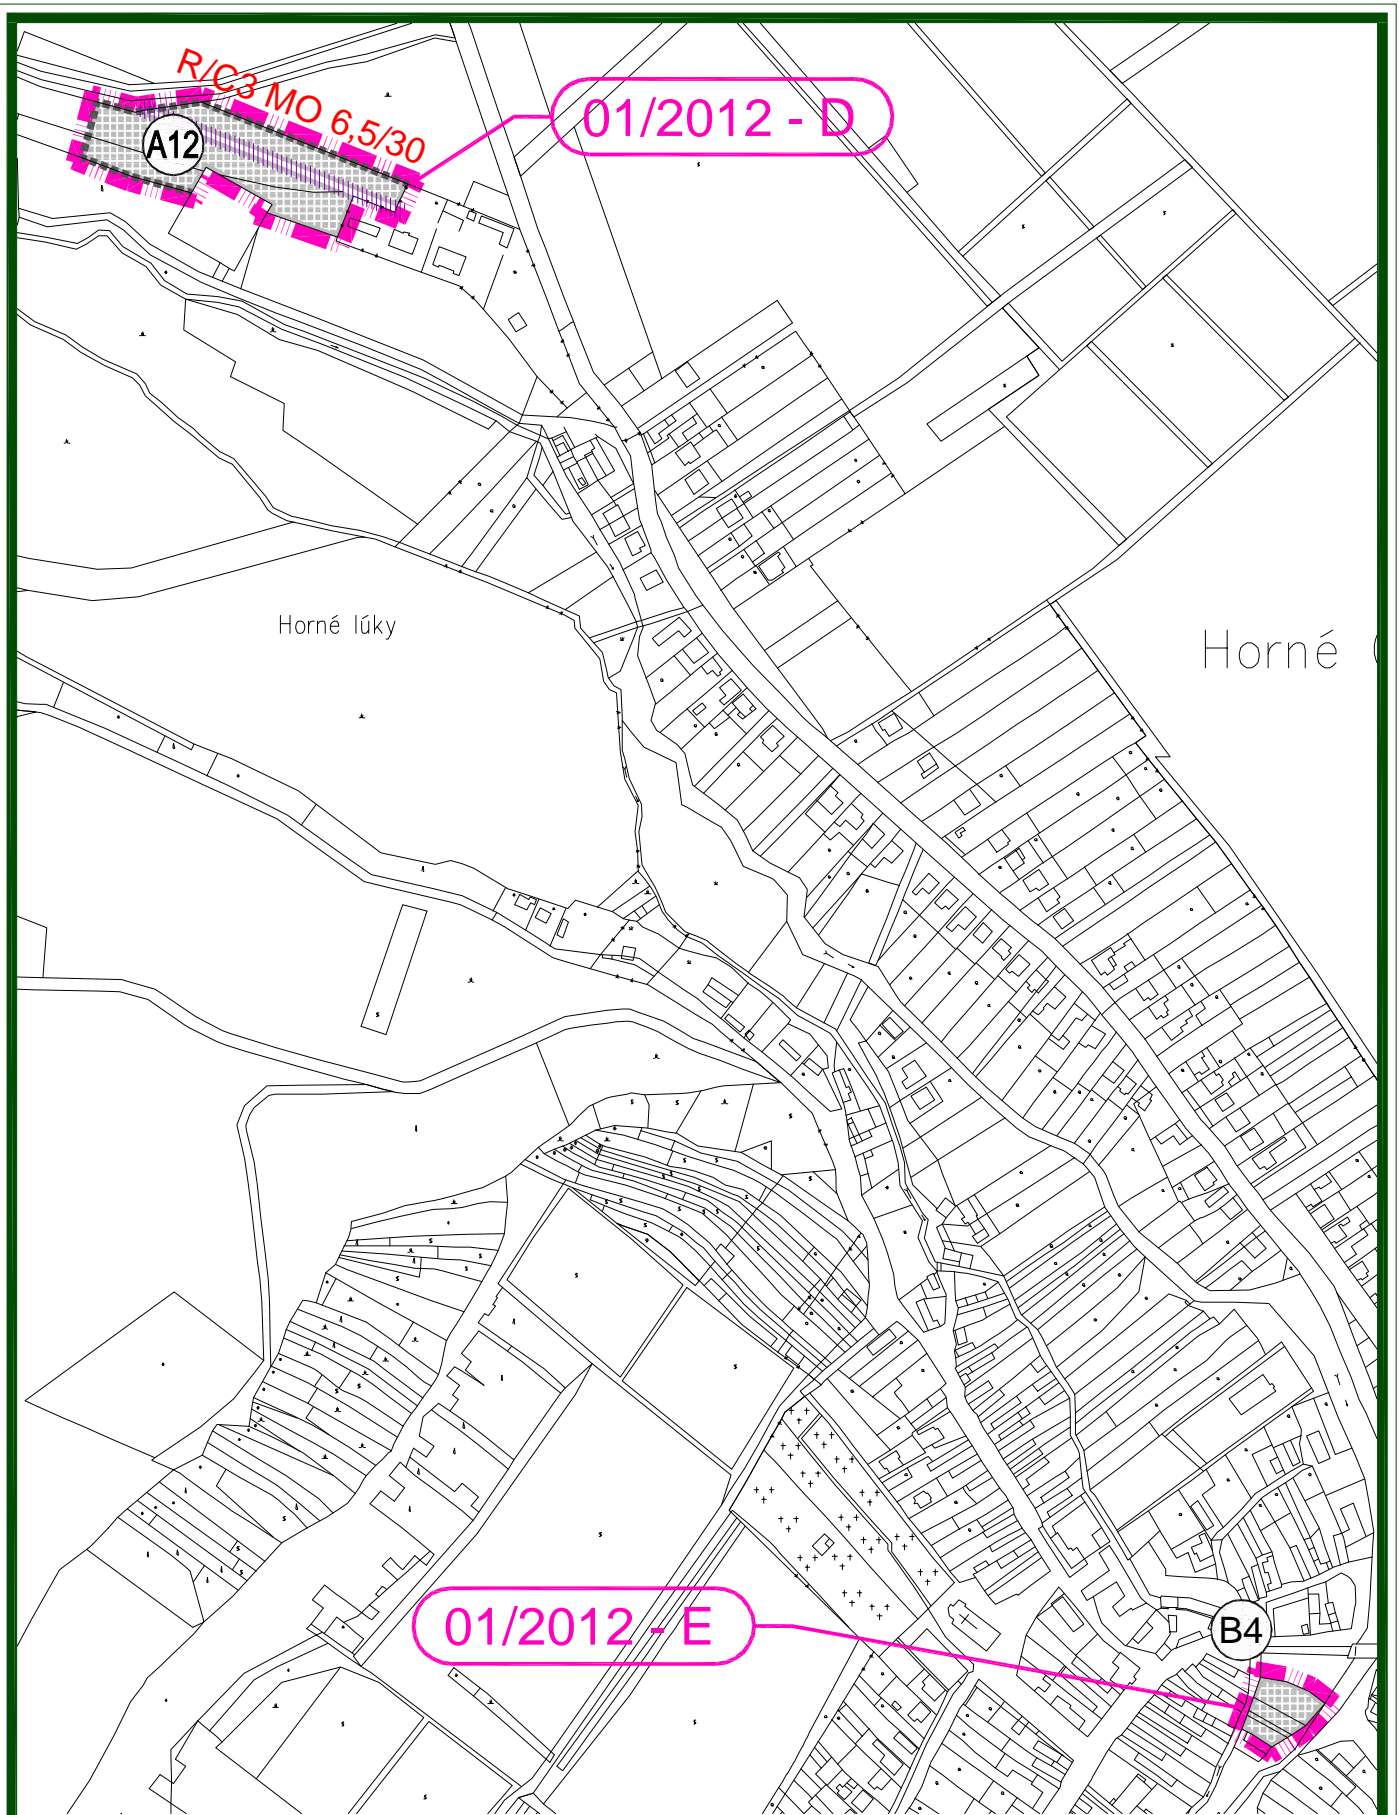 R/C3 MO 6,5/30
01/2012 - D
A12
Horné lúky
Horné
01/2012 - E
B4